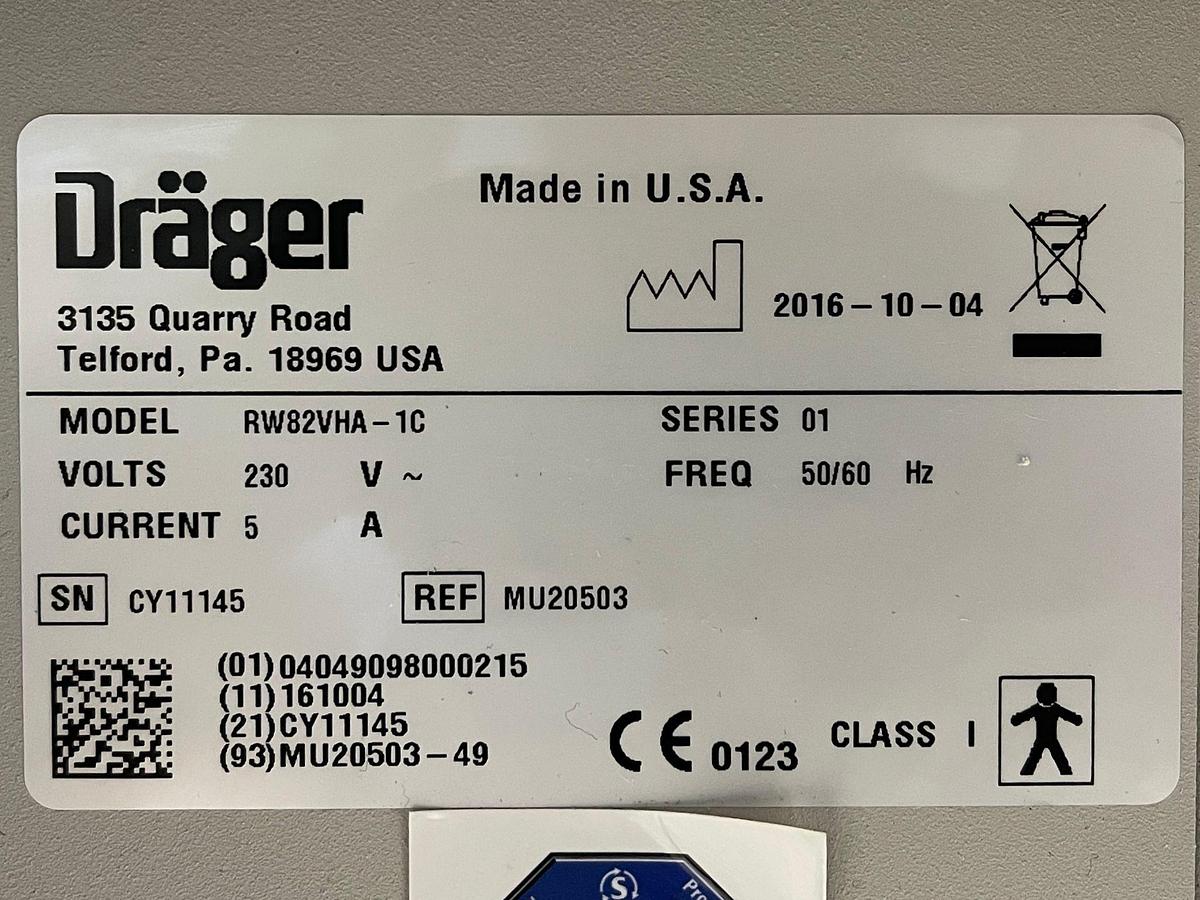 Dräger
Made in U.S.A.
3135 Quarry Road
Telford, Pa. 18969 USA
2016-10-04
MODEL RW82VHA-1C SERIES 01
VOLTS 230 V ~ FREQ 50/60 Hz
CURRENT 5 A
SN CY11145 REF MU20503
(01)04049098000215
(11)161004
(21)CY11145
(93)MU20503-49
CE 0123 CLASS I
S